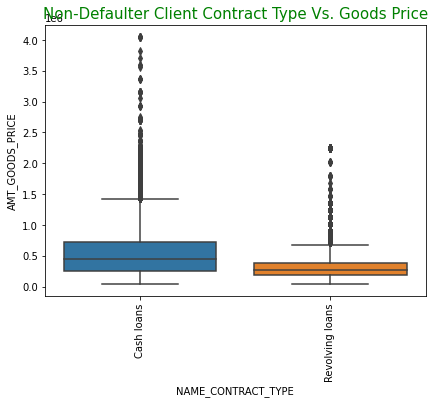 Non-Defaulter Client Contract Type Vs. Goods Price
1e6
4.0
3.5
3.0
2.5
2.0
1.5
1.0
0.5
0.0
AMT_GOODS_PRICE
Cash loans
Revolving loans
NAME_CONTRACT_TYPE